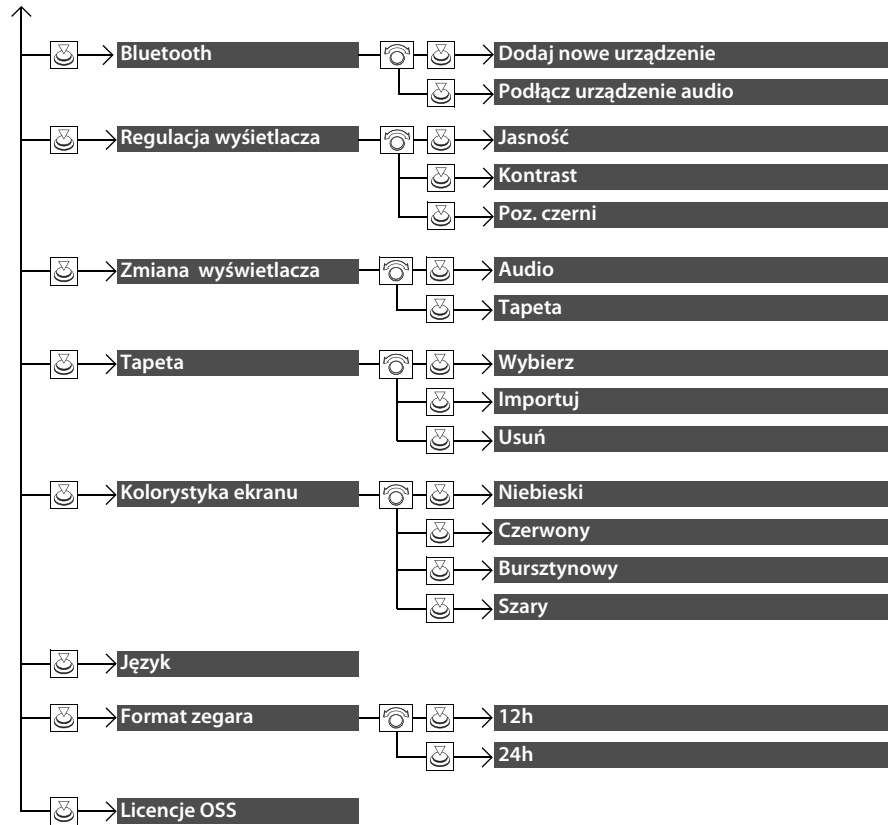 Bluetooth
Dodaj nowe urządzenie
Podłącz urządzenie audio
Regulacja wyśietlacza
Jasność
Kontrast
Poz. czerni
Zmiana wyświetlacza
Audio
Tapeta
Tapeta
Wybierz
Importuj
Usuń
Kolorystyka ekranu
Niebieski
Czerwony
Bursztynowy
Szary
Język
Format zegara
12h
24h
Licencje OSS